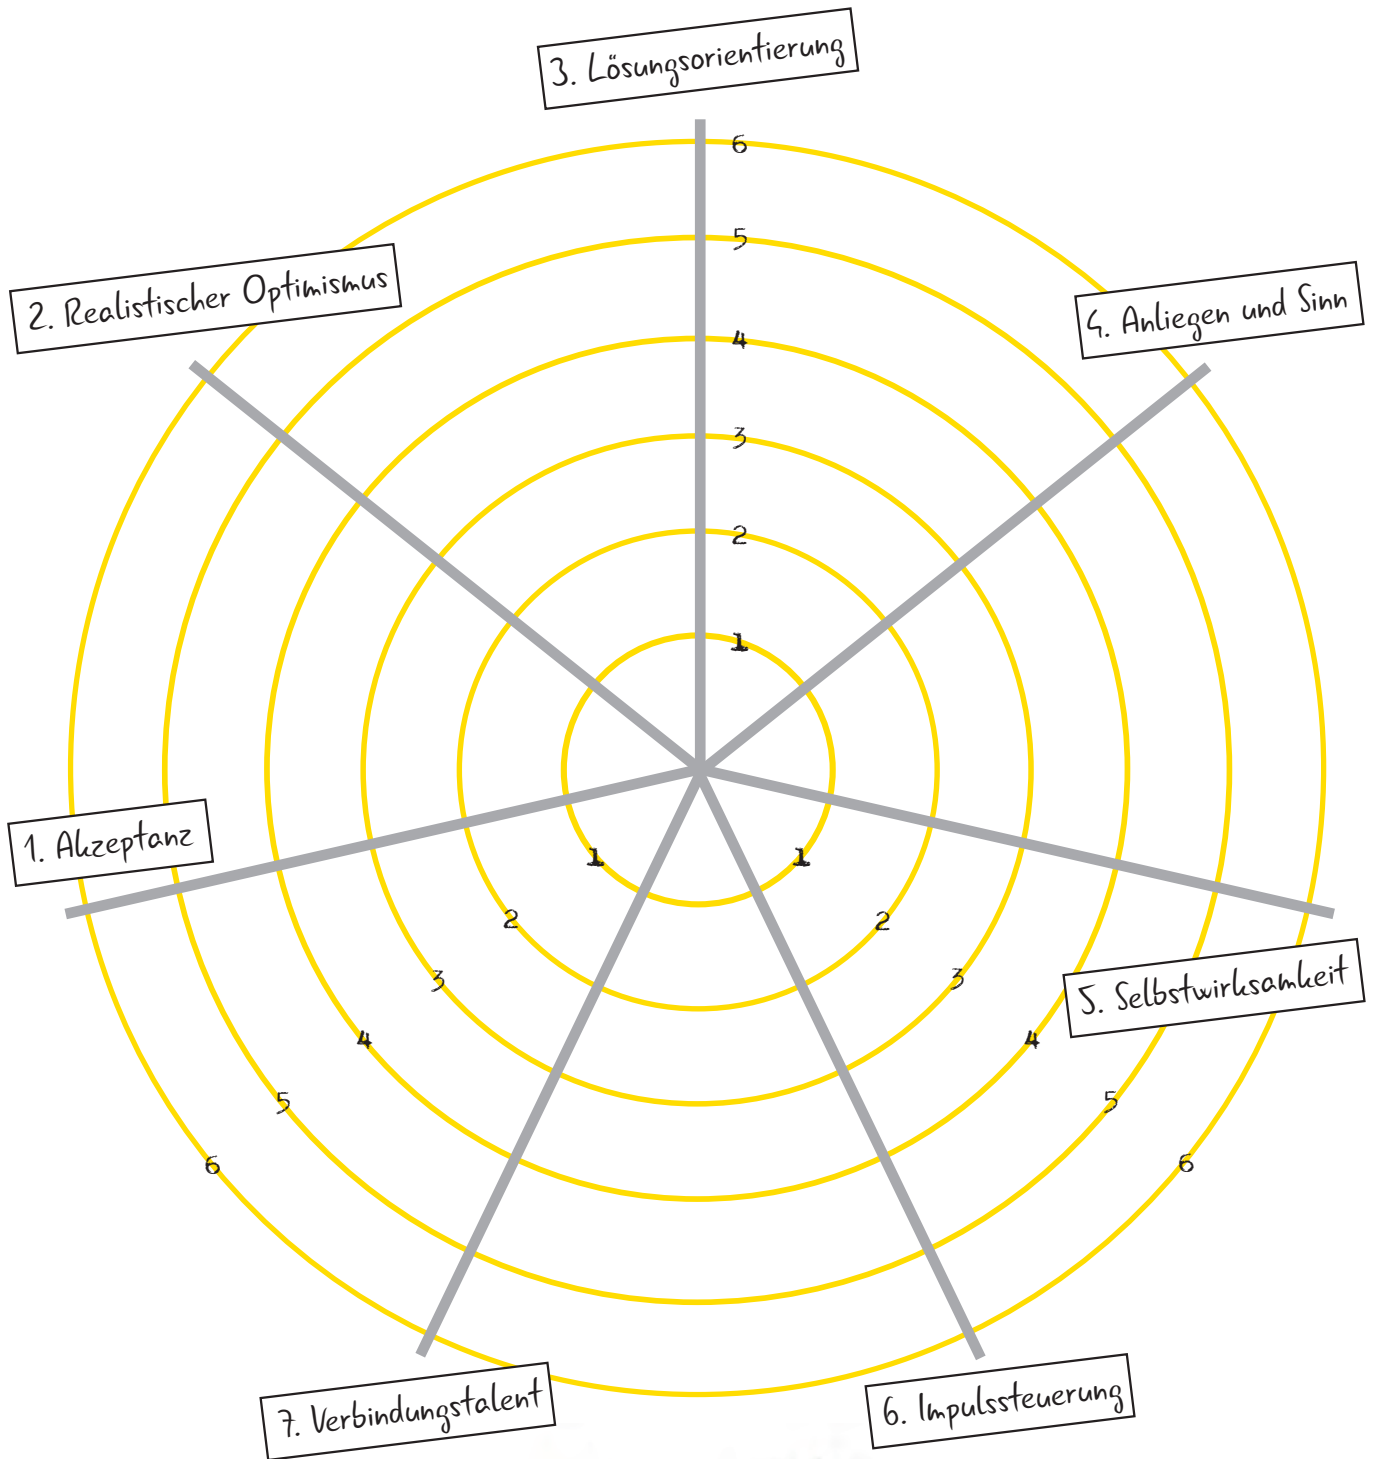 3. Lösungsorientierung
6
5
2. Realistischer Optimismus
4. Anliegen und Sinn
4
3
2
1
1. Akzeptanz
1
1
2
2
3
3
5. Selbstwirksamkeit
4
4
5
5
6
6
7. Verbindungstalent
6. Impulssteuerung